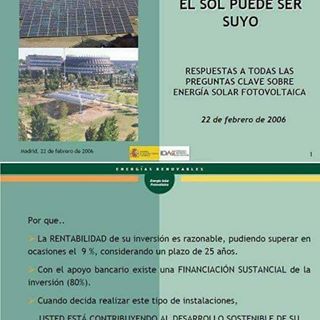 EL SOL PUEDE SER
SUYO
RESPUESTAS A TODAS LAS
PREGUNTAS CLAVE SOBRE
ENERGÍA SOLAR FOTOVOLTAICA
22 de febrero de 2006
Madrid, 22 de febrero de 2006
IDAE
1
ENERGÍAS RENOVABLES
Energía Solar
Fotovoltaica
Por que..
La RENTABILIDAD de su inversión es razonable, pudiendo superar en
ocasiones el 9 %, considerando un plazo de 25 años.
Con el apoyo bancario existe una FINANCIACIÓN SUSTANCIAL de la
inversión (80%).
Cuando decida realizar este tipo de instalaciones,
USTED ESTÁ CONTRIBUYENDO AL DESARROLLO SOSTENIBLE DE SU